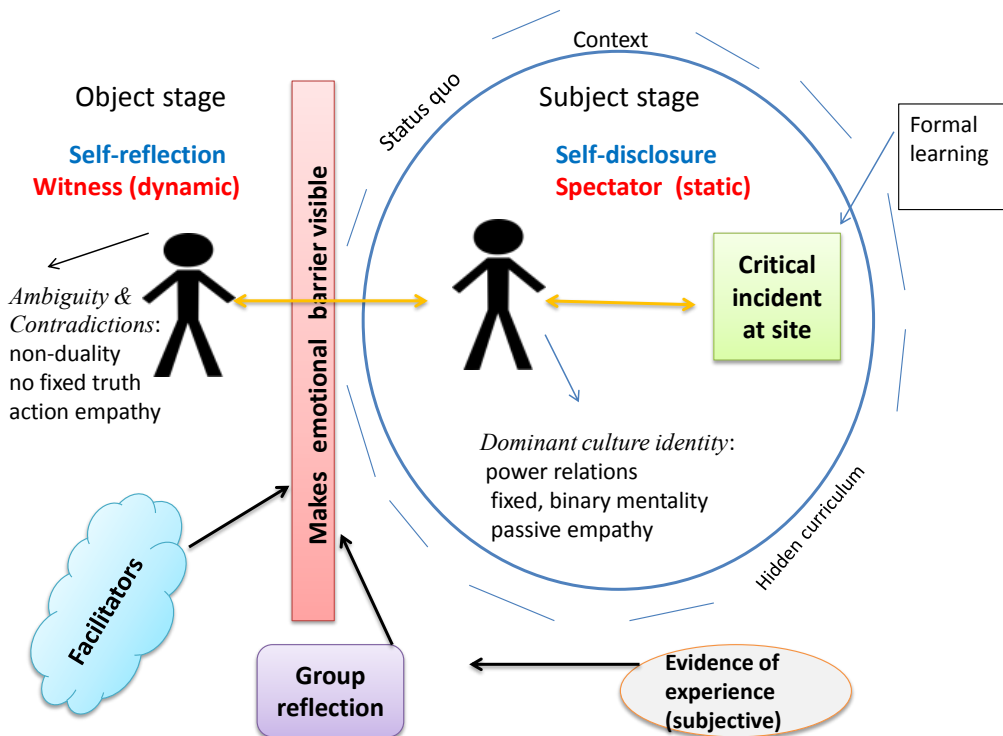 Context
Status quo
Object stage
Subject stage
Formal
learning
Self-reflection
Witness (dynamic)
Self-disclosure
Spectator (static)
Makes emotional barrier visible
Critical
incident
at site
Ambiguity &
Contradictions:
non-duality
no fixed truth
action empathy
Dominant culture identity:
power relations
fixed, binary mentality
passive empathy
Hidden curriculum
Facilitators
Group
reflection
Evidence of
experience
(subjective)